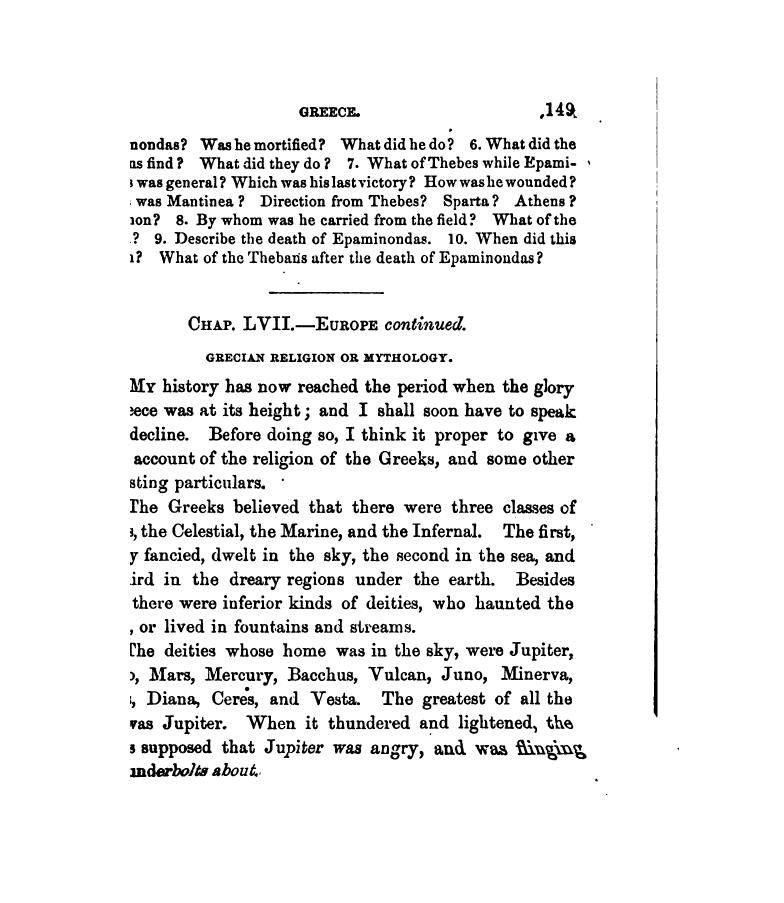 GREECE. 149
nondas? Was he mortified? What did he do? 6. What did the
as find? What did they do? 7. What of Thebes while Epami-
was general? Which was his last victory? How was he wounded?
was Mantinea? Direction from Thebes? Sparta? Athens?
ion? 8. By whom was he carried from the field? What of the
? 9. Describe the death of Epaminondas. 10. When did this
? What of the Thebans after the death of Epaminondas?
CHAP. LVII.—EUROPE continued.
GRECIAN RELIGION OR MYTHOLOGY.
MY history has now reached the period when the glory
eece was at its height; and I shall soon have to speak
decline. Before doing so, I think it proper to give a
account of the religion of the Greeks, and some other
sting particulars.
The Greeks believed that there were three classes of
, the Celestial, the Marine, and the Infernal. The first,
y fancied, dwelt in the sky, the second in the sea, and
ird in the dreary regions under the earth. Besides
there were inferior kinds of deities, who haunted the
, or lived in fountains and streams.
The deities whose home was in the sky, were Jupiter,
, Mars, Mercury, Bacchus, Vulcan, Juno, Minerva,
, Diana, Ceres, and Vesta. The greatest of all the
was Jupiter. When it thundered and lightened, the
s supposed that Jupiter was angry, and was flinging
underbolts about.